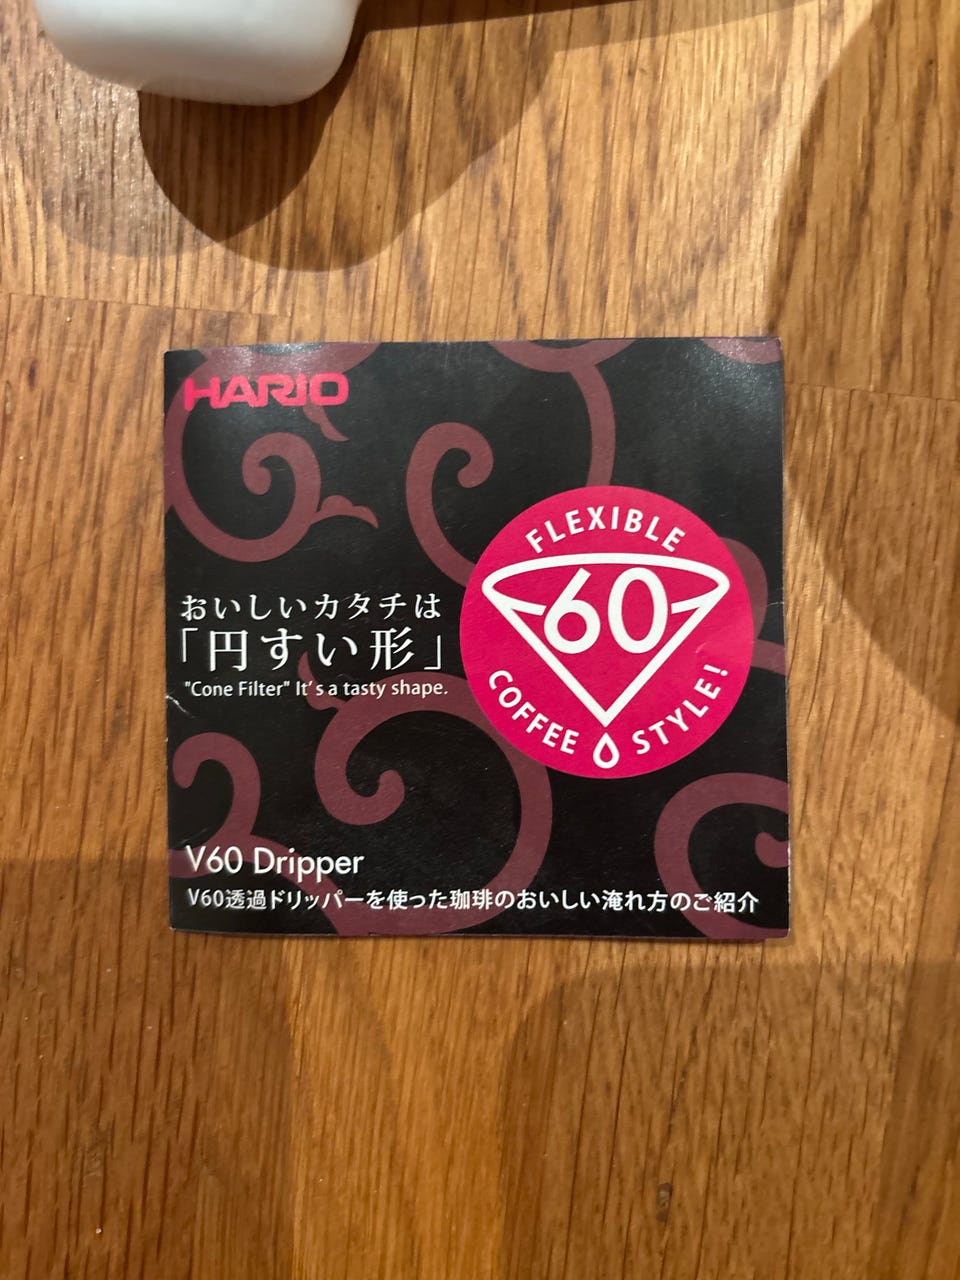 HARIO
FLEXIBLE
60
COFFEE STYLE!
おいしいカタチは
「円すい形」
"Cone Filter" It's a tasty shape.
V60 Dripper
V60透過ドリッパーを使った珈琲のおいしい淹れ方のご紹介